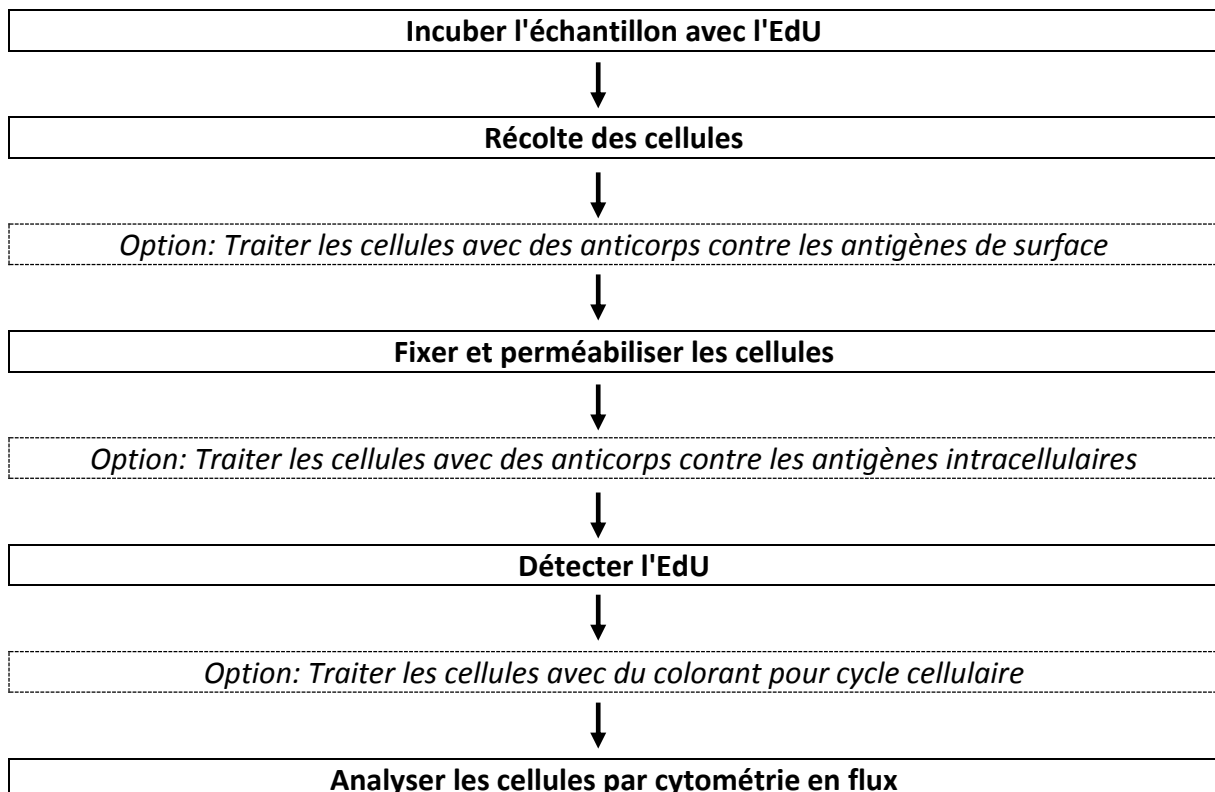 Incuber l'échantillon avec l'EdU
Récolte des cellules
Option: Traiter les cellules avec des anticorps contre les antigènes de surface
Fixer et perméabiliser les cellules
Option: Traiter les cellules avec des anticorps contre les antigènes intracellulaires
Détecter l'EdU
Option: Traiter les cellules avec du colorant pour cycle cellulaire
Analyser les cellules par cytométrie en flux